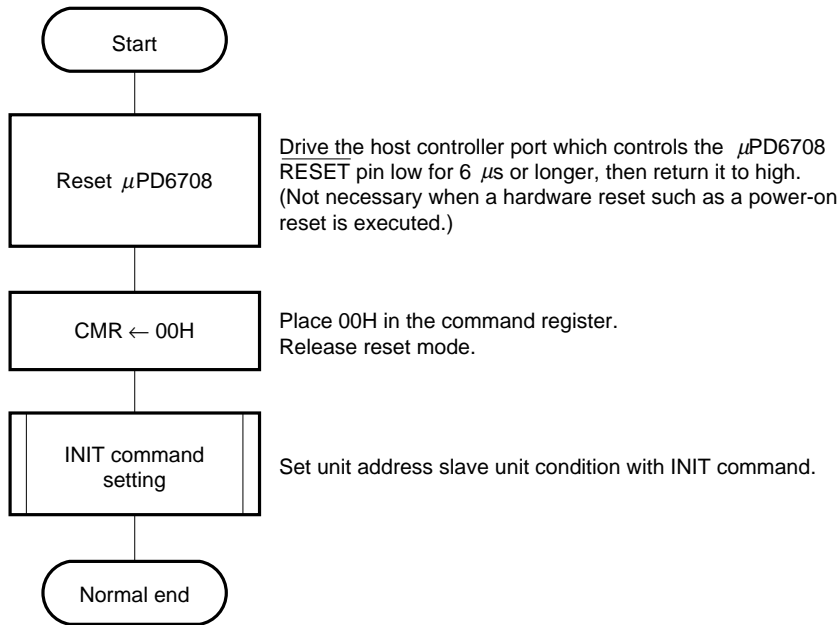 Start
Reset μPD6708
Drive the host controller port which controls the μPD6708
RESET pin low for 6 μs or longer, then return it to high.
(Not necessary when a hardware reset such as a power-on
reset is executed.)
CMR ← 00H
Place 00H in the command register.
Release reset mode.
INIT command
setting
Set unit address slave unit condition with INIT command.
Normal end